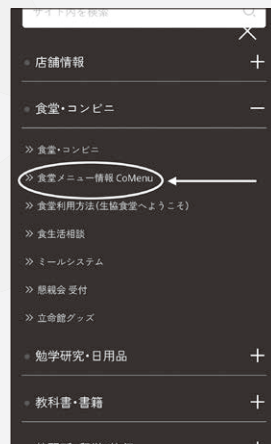 サイト内を検索
店舗情報
食堂・コンビニ
» 食堂・コンビニ
» 食堂メニュー情報 CoMenu
» 食堂利用方法(生協食堂へようこそ)
» 食生活相談
» ミールシステム
» 懇親会 受付
» 立命館グッズ
勉学研究・日用品
教科書・書籍